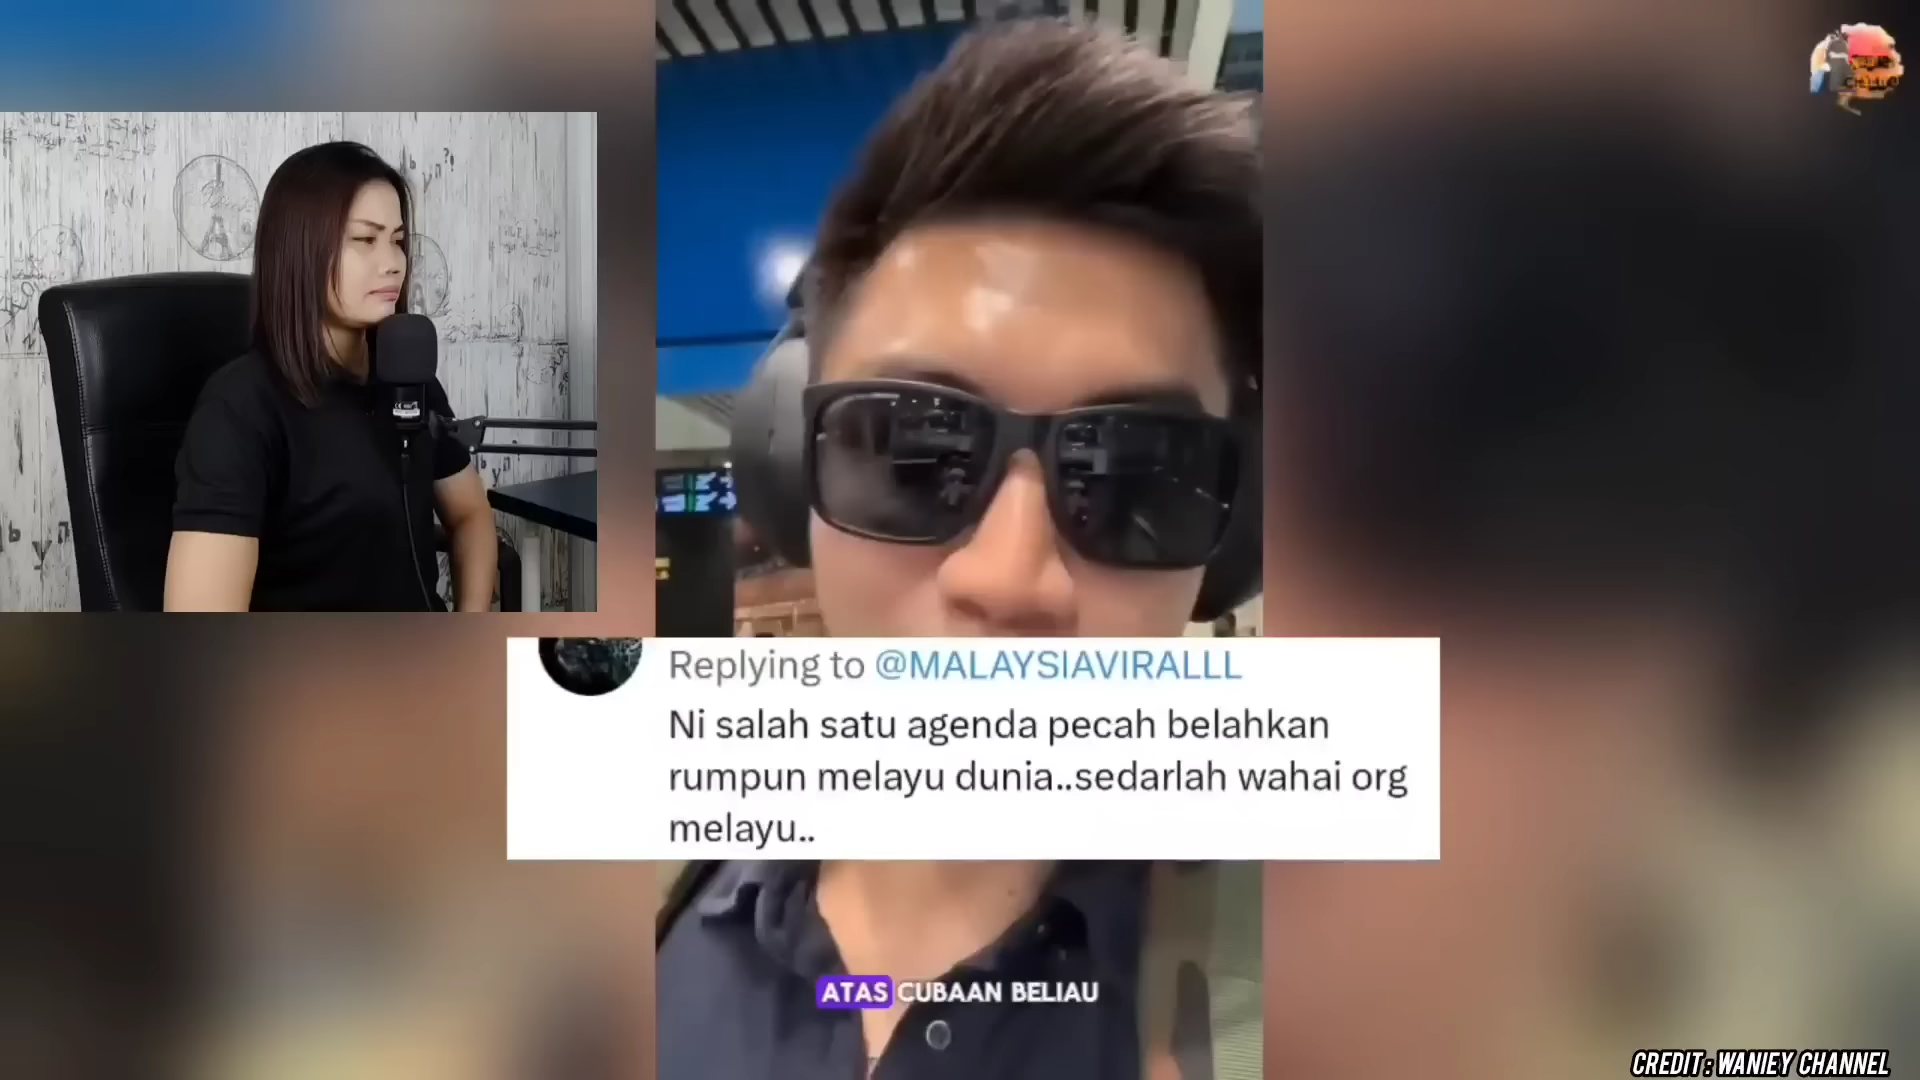 Replying to @MALAYSIAVIRALLL
Ni salah satu agenda pecah belahkan
rumpun melayu dunia..sedarlah wahai org
melayu..
ATAS CUBAAN BELIAU
CREDIT : WANIEY CHANNEL